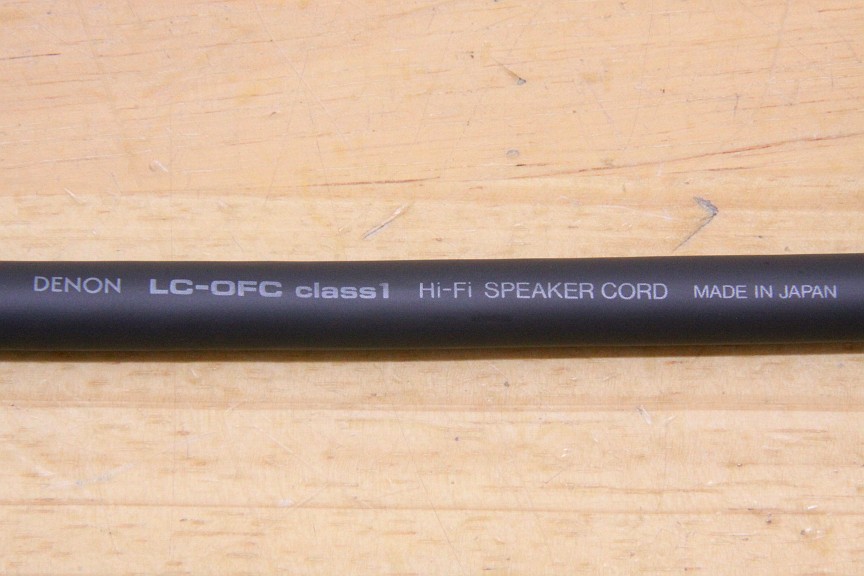 DENON LC-OFC class1 Hi-Fi SPEAKER CORD MADE IN JAPAN